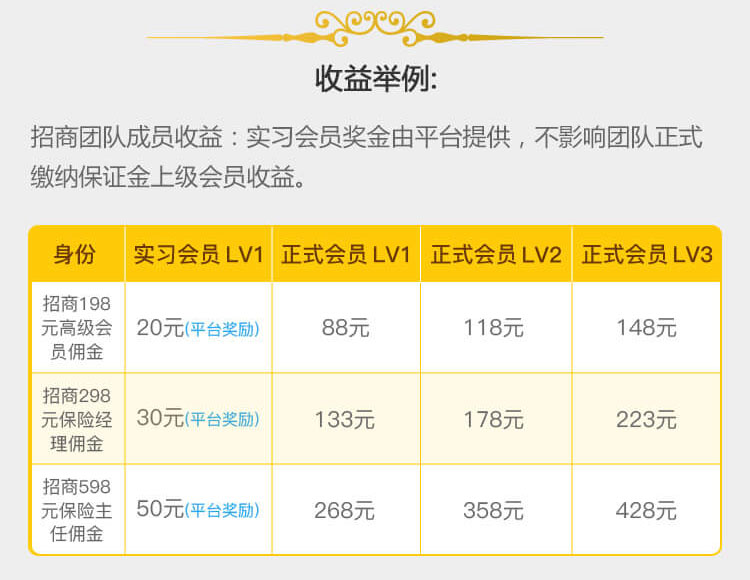 收益举例:
招商团队成员收益：实习会员奖金由平台提供，不影响团队正式
缴纳保证金上级会员收益。
身份 实习会员 LV1 正式会员 LV1 正式会员 LV2 正式会员 LV3
招商198
元高级会
员佣金
20元(平台奖励) 88元 118元 148元
招商298
元保险经
理佣金
30元(平台奖励) 133元 178元 223元
招商598
元保险主
任佣金
50元(平台奖励) 268元 358元 428元